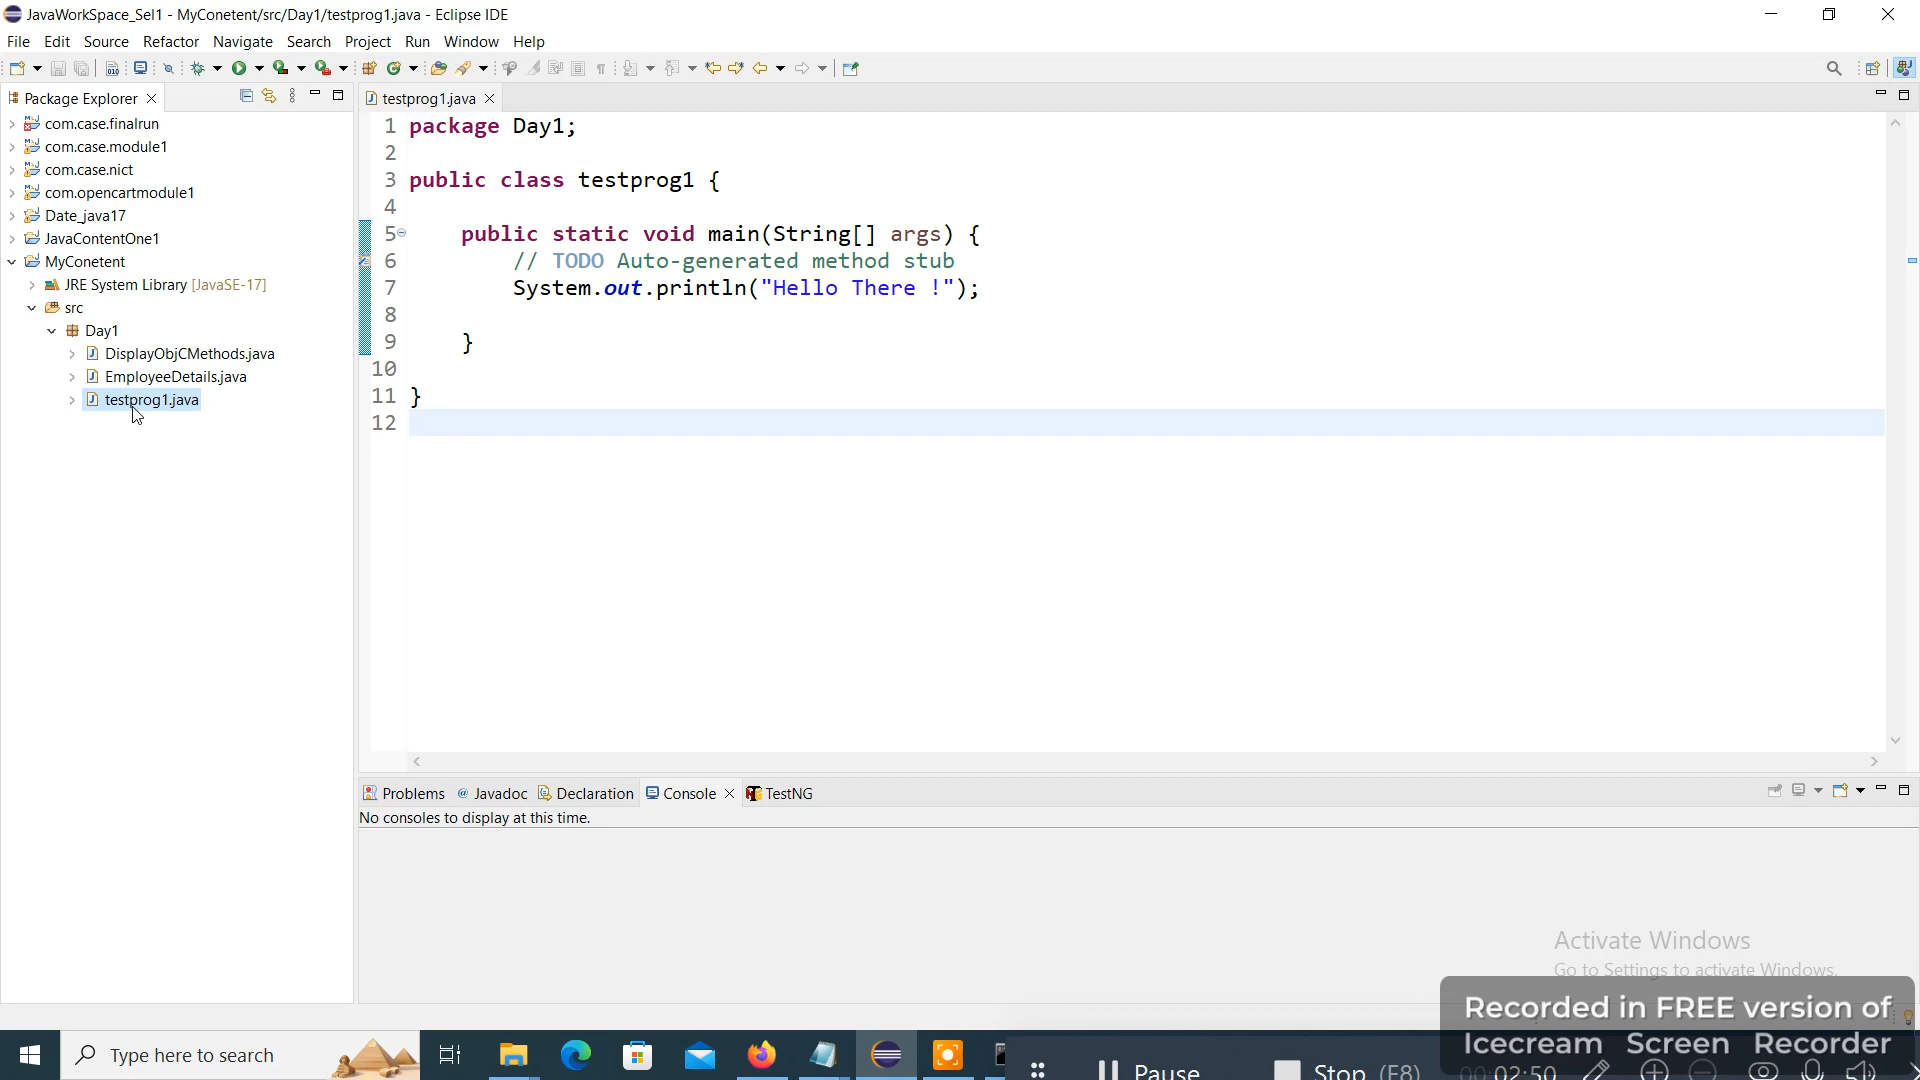 JavaWorkSpace_Sel1 - MyConetent/src/Day1/testprog1.java - Eclipse IDE
File Edit Source Refactor Navigate Search Project Run Window Help
Package Explorer
com.case.finalrun
com.case.module1
com.case.nict
com.opencartmodule1
Date_java17
JavaContentOne1
MyConetent
JRE System Library [JavaSE-17]
src
Day1
DisplayObjCMethods.java
EmployeeDetails.java
testprog1.java
testprog1.java
1 package Day1;
2
3 public class testprog1 {
4
5 public static void main(String[] args) {
6 // TODO Auto-generated method stub
7 System.out.println("Hello There !");
8
9 }
10
11 }
12
Problems @ Javadoc Declaration Console TestNG
No consoles to display at this time.
Activate Windows
Go to Settings to activate Windows.
Recorded in FREE version of
Icecream Screen Recorder
Type here to search
Pause Stop (F8) 00:02:50